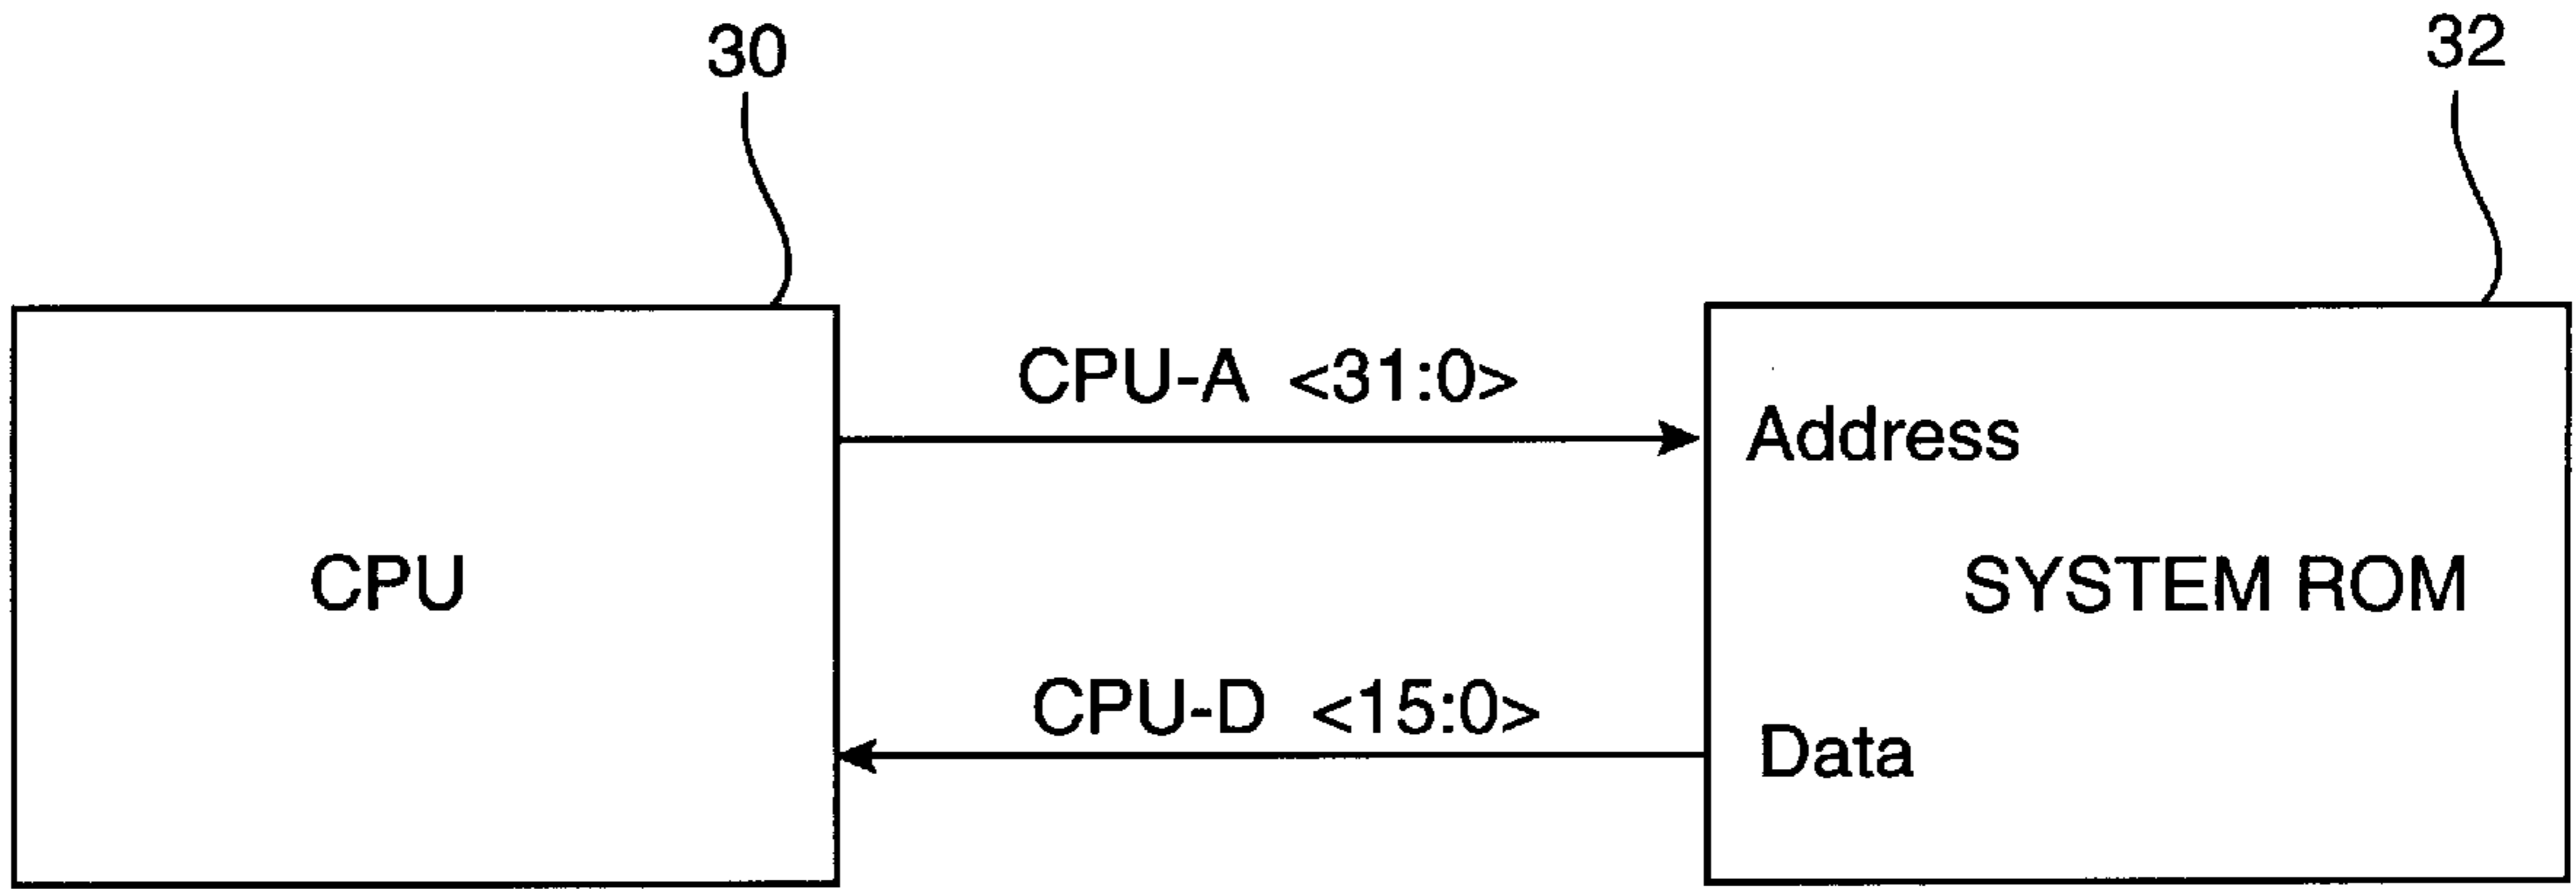 30
32
CPU-A <31:0>
Address
CPU
SYSTEM ROM
CPU-D <15:0>
Data